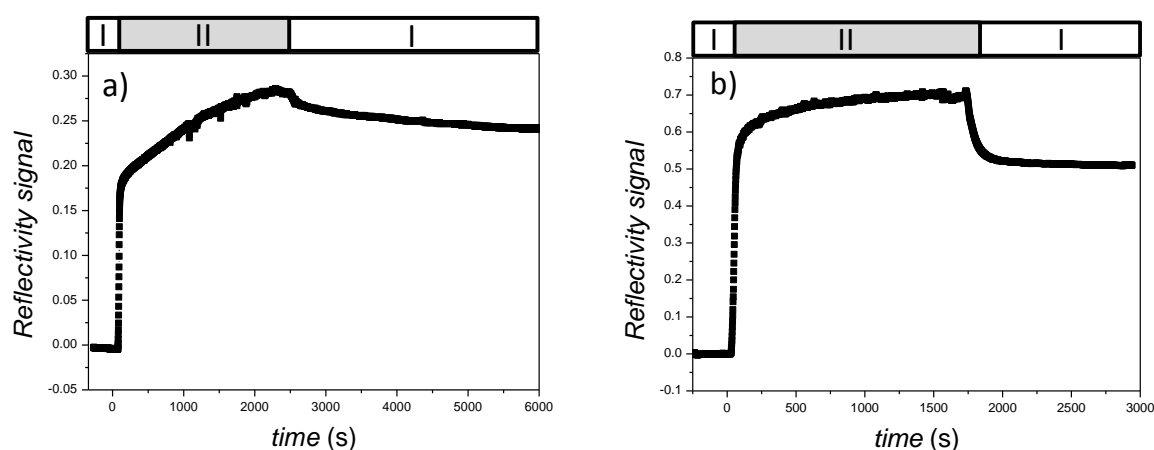 I II I
a)
Reflectivity signal
0.30
0.25
0.20
0.15
0.10
0.05
0.00
-0.05
0 1000 2000 3000 4000 5000 6000
time (s)
I II I
b)
Reflectivity signal
0.8
0.7
0.6
0.5
0.4
0.3
0.2
0.1
0.0
-0.1
0 500 1000 1500 2000 2500 3000
time (s)